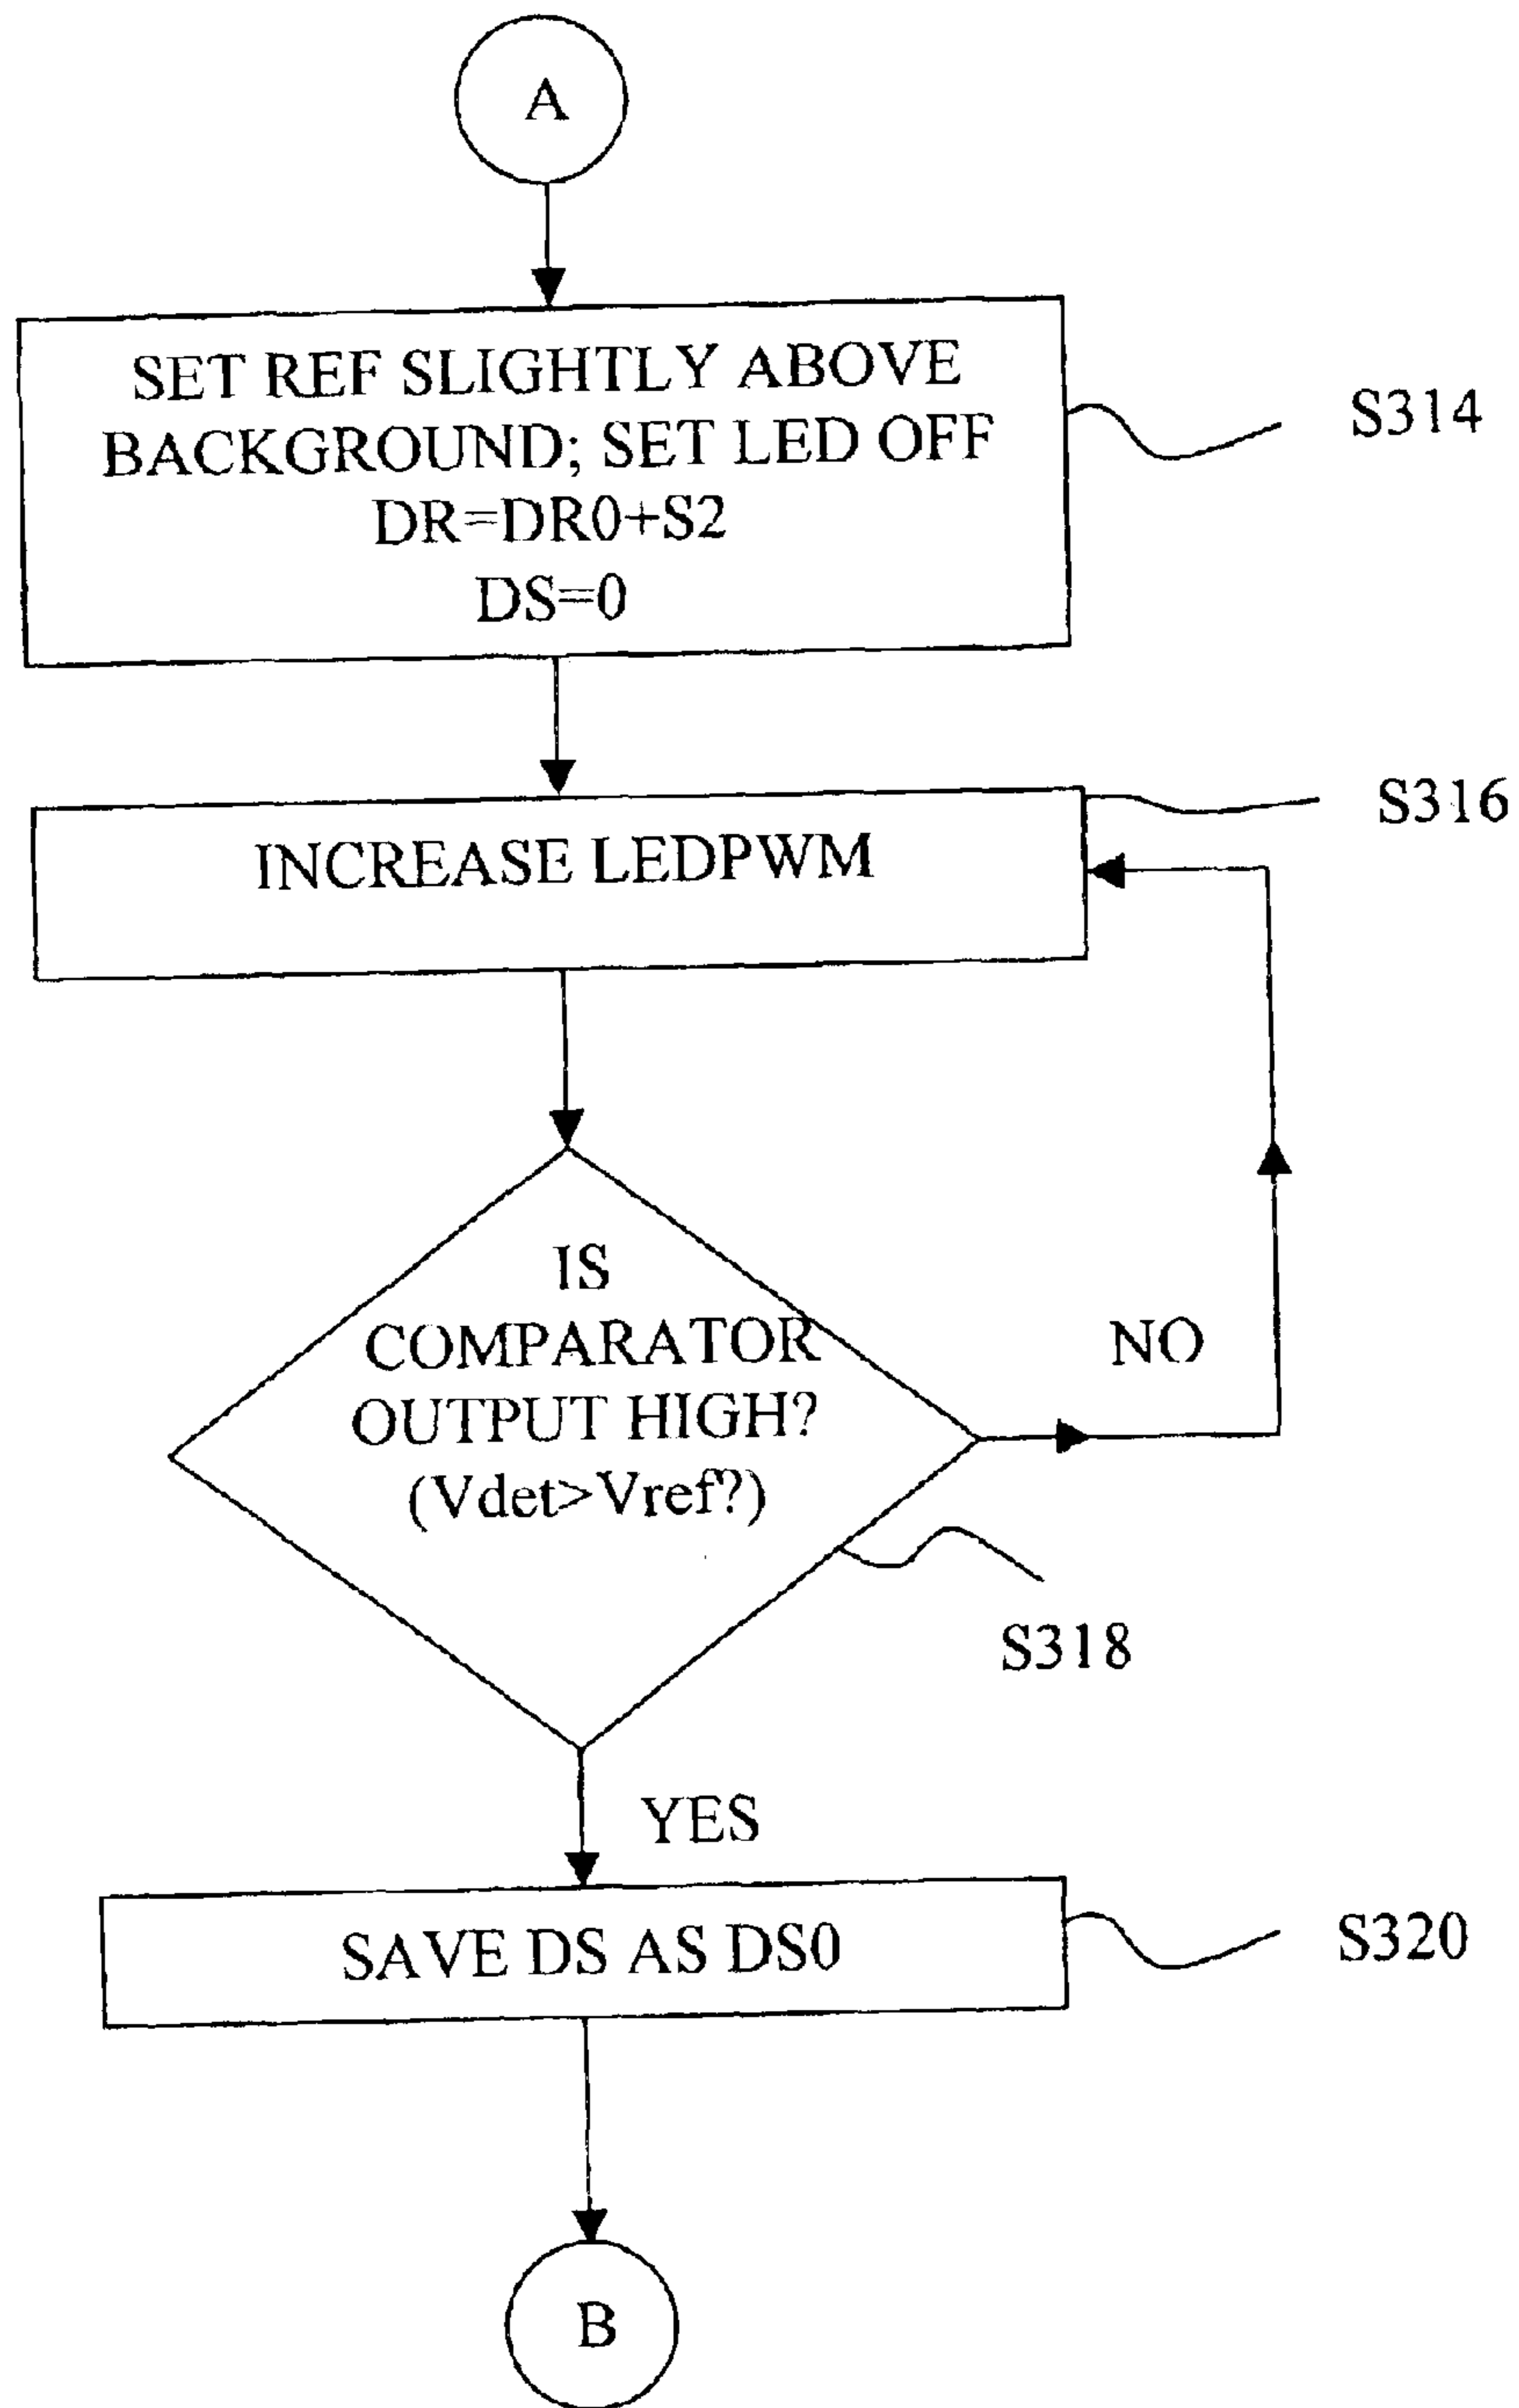 A
SET REF SLIGHTLY ABOVE
BACKGROUND; SET LED OFF
DR=DR0+S2
DS=0
S314
INCREASE LEDPWM
S316
IS
COMPARATOR
OUTPUT HIGH?
(Vdet>Vref?)
NO
S318
YES
SAVE DS AS DS0
S320
B